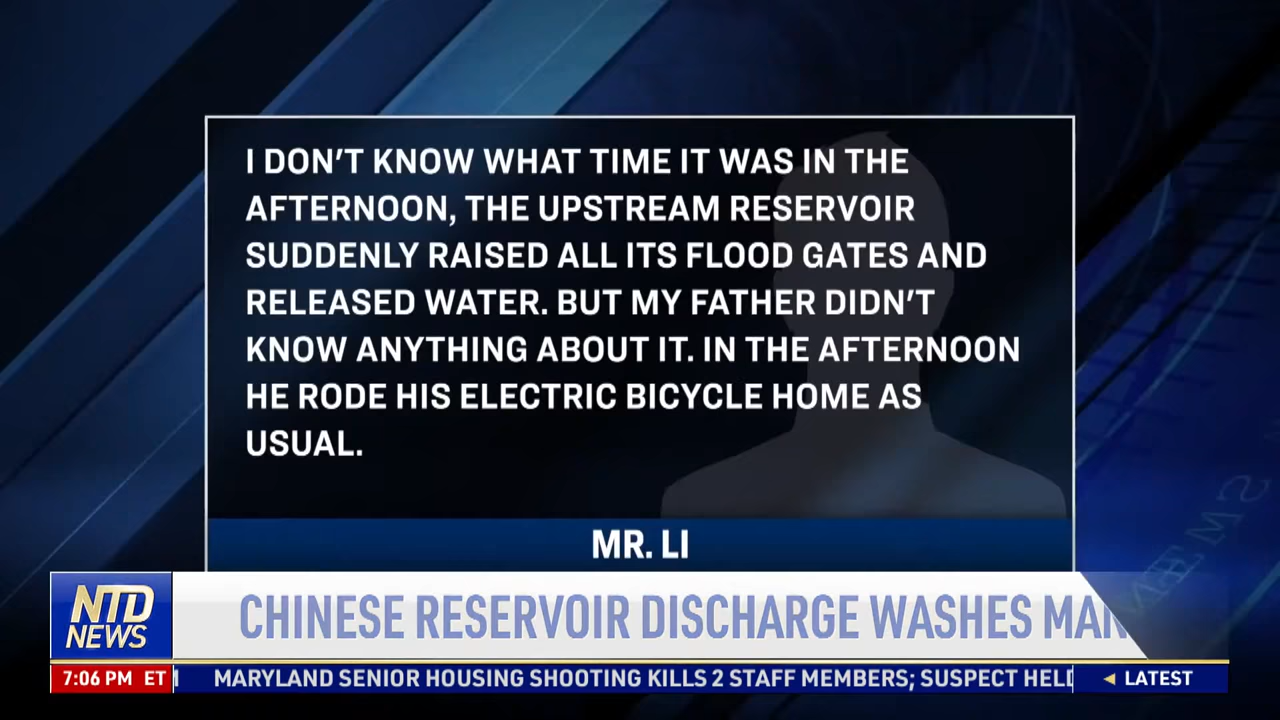 I DON'T KNOW WHAT TIME IT WAS IN THE
AFTERNOON, THE UPSTREAM RESERVOIR
SUDDENLY RAISED ALL ITS FLOOD GATES AND
RELEASED WATER. BUT MY FATHER DIDN'T
KNOW ANYTHING ABOUT IT. IN THE AFTERNOON
HE RODE HIS ELECTRIC BICYCLE HOME AS
USUAL.
MR. LI
NTD
NEWS
CHINESE RESERVOIR DISCHARGE WASHES
7:06 PM ET
MARYLAND SENIOR HOUSING SHOOTING KILLS 2 STAFF MEMBERS; SUSPECT HELD
◄ LATEST